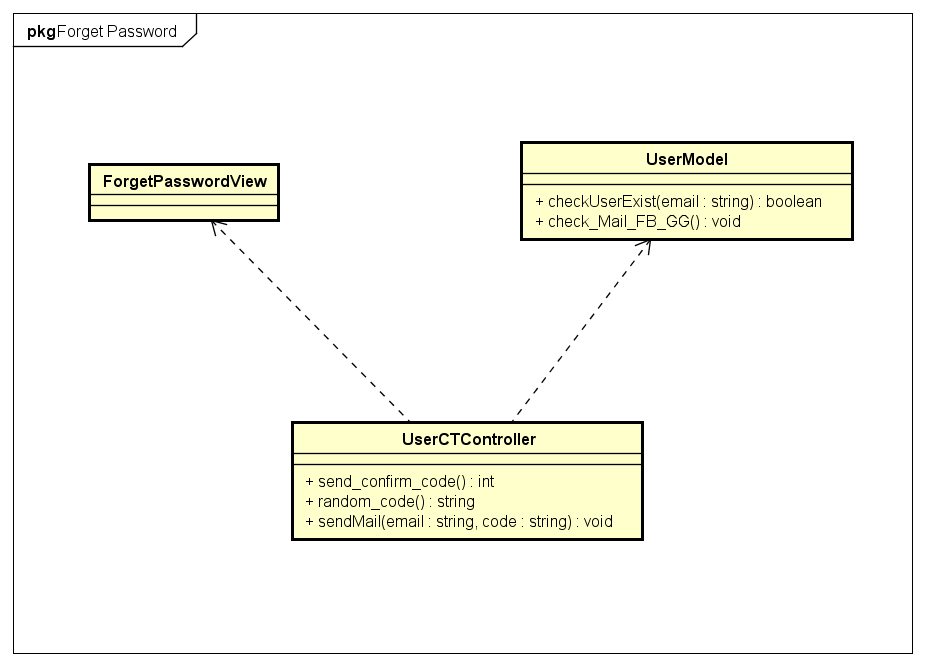 pkgForget Password
ForgetPasswordView
UserModel
+ checkUserExist(email : string) : boolean
+ check_Mail_FB_GG() : void
UserCTController
+ send_confirm_code() : int
+ random_code() : string
+ sendMail(email : string, code : string) : void